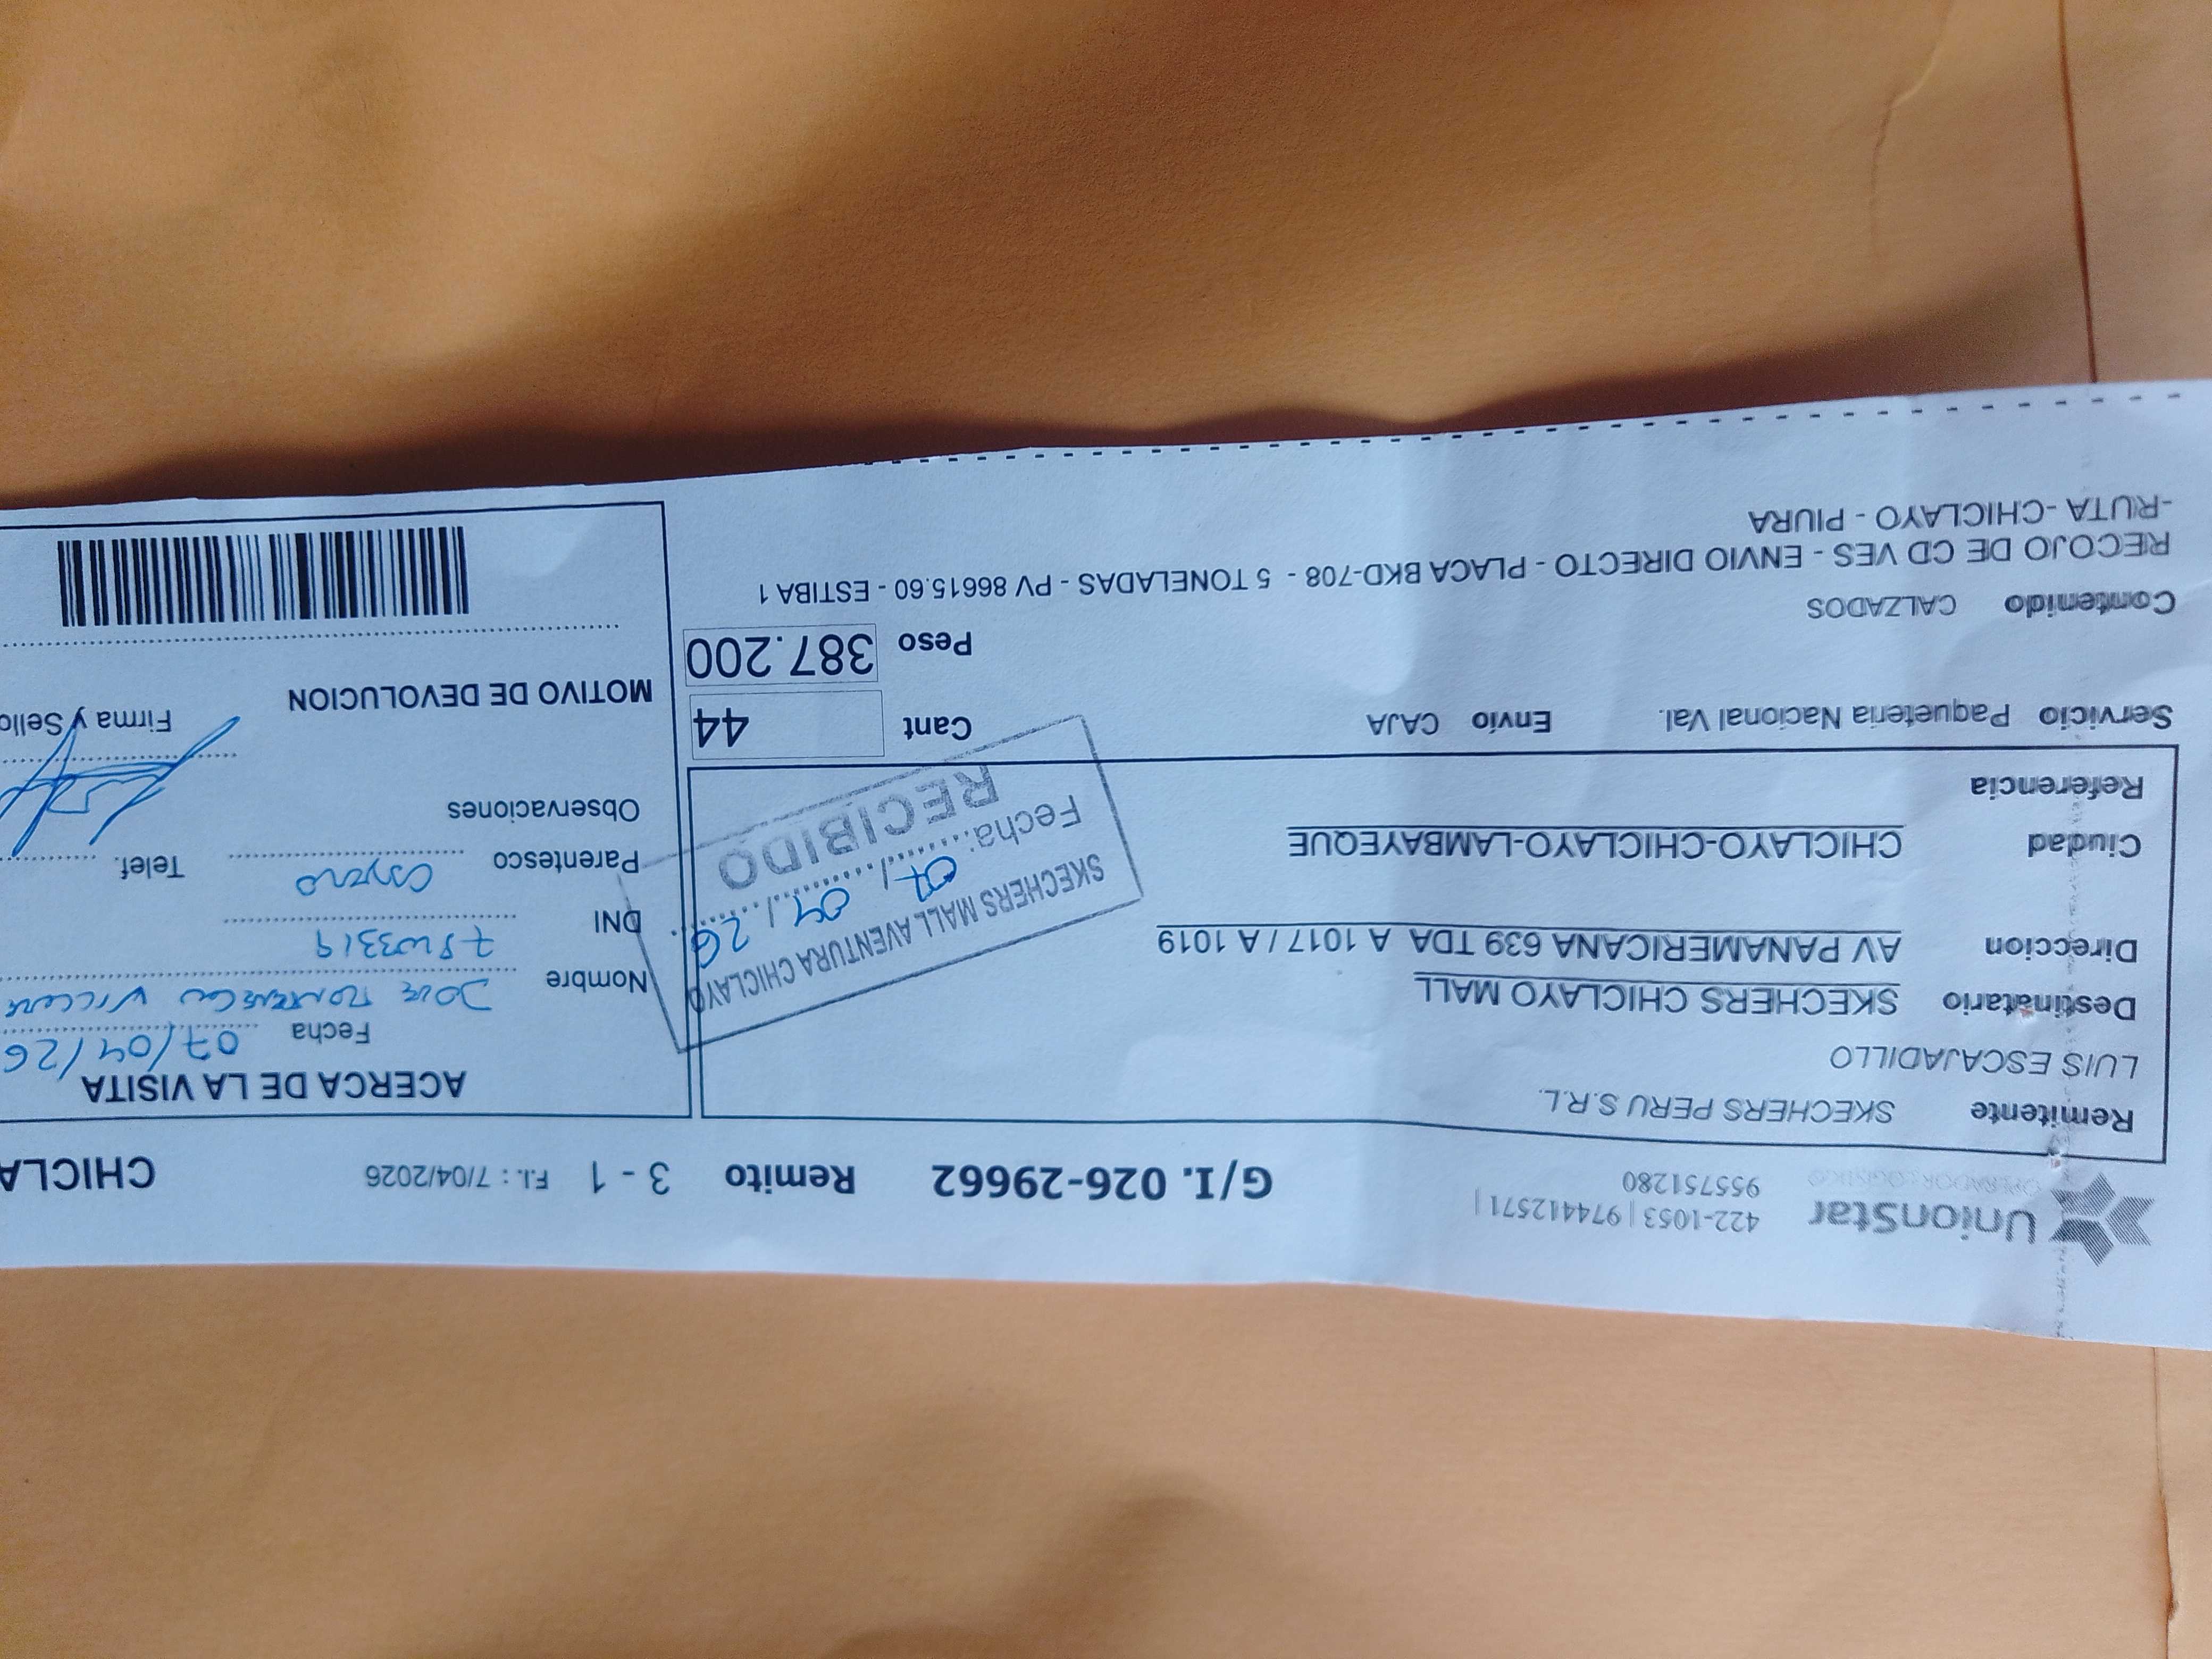 UnionStar
OPERADOR LOGISTICO
422-1053 | 974412571 |
955751280
G/I. 026-29662
Remito 3 - 1 F.I. : 7/04/2026
CHICLA
Remitente SKECHERS PERU S.R.L.
LUIS ESCAJADILLO
Destinatario SKECHERS CHICLAYO MALL
Direccion AV PANAMERICANA 639 TDA A 1017 / A 1019
Ciudad CHICLAYO-CHICLAYO-LAMBAYEQUE
Referencia
SKECHERS MALL AVENTURA CHICLAYO
Fecha: 07/04/26
RECIBIDO
Servicio Paqueteria Nacional Val. Envio CAJA
Cant 44
Peso 387.200
Contenido CALZADOS
RECOJO DE CD VES - ENVIO DIRECTO - PLACA BKD-708 - 5 TONELADAS - PV 86615.60 - ESTIBA 1
-RUTA -CHICLAYO - PIURA
ACERCA DE LA VISITA
Fecha 07/04/26
Nombre
DNI
Parentesco
Telef.
Observaciones
Firma y Sello
MOTIVO DE DEVOLUCION